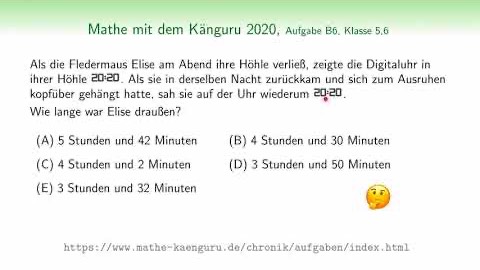 Mathe mit dem Känguru 2020, Aufgabe B6, Klasse 5,6
Als die Fledermaus Elise am Abend ihre Höhle verließ, zeigte die Digitaluhr in
ihrer Höhle 20:20. Als sie in derselben Nacht zurückkam und sich zum Ausruhen
kopfüber gehängt hatte, sah sie auf der Uhr wiederum 20:20.
Wie lange war Elise draußen?
(A) 5 Stunden und 42 Minuten (B) 4 Stunden und 30 Minuten
(C) 4 Stunden und 2 Minuten (D) 3 Stunden und 50 Minuten
(E) 3 Stunden und 32 Minuten
https://www.mathe-kaenguru.de/chronik/aufgaben/index.html